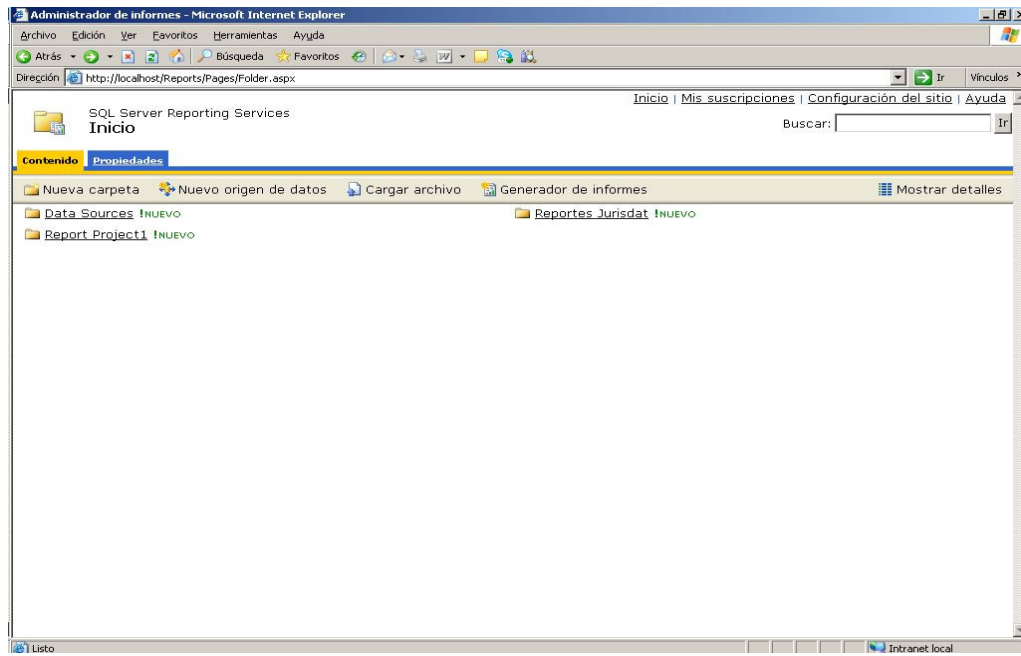 Administrador de informes - Microsoft Internet Explorer
Archivo Edición Ver Favoritos Herramientas Ayuda
Atrás Búsqueda Favoritos
Dirección http://localhost/Reports/Pages/Folder.aspx Ir Vínculos
Inicio | Mis suscripciones | Configuración del sitio | Ayuda
SQL Server Reporting Services
Inicio
Buscar: Ir
Contenido Propiedades
Nueva carpeta Nuevo origen de datos Cargar archivo Generador de informes Mostrar detalles
Data Sources !NUEVO Reportes Jurisdat !NUEVO
Report Project1 !NUEVO
Listo Intranet local